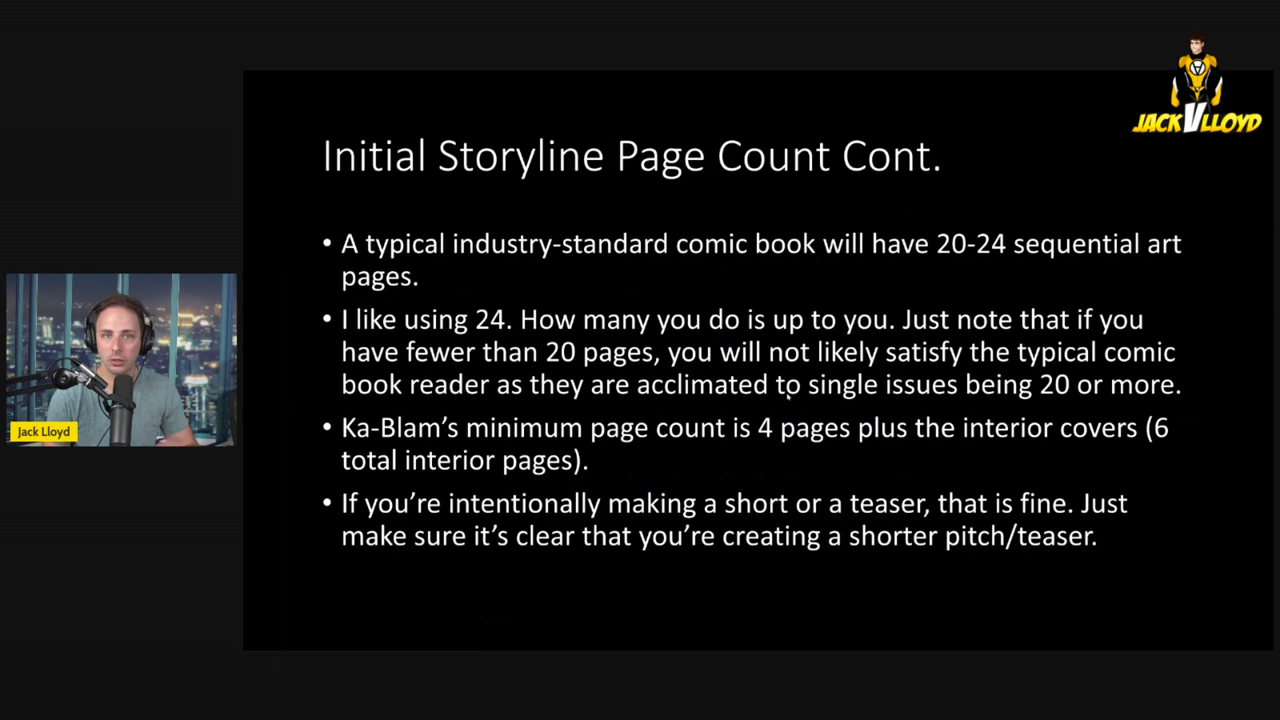 JACK V LLOYD
Initial Storyline Page Count Cont.
• A typical industry-standard comic book will have 20-24 sequential art
pages.
• I like using 24. How many you do is up to you. Just note that if you
have fewer than 20 pages, you will not likely satisfy the typical comic
book reader as they are acclimated to single issues being 20 or more.
• Ka-Blam’s minimum page count is 4 pages plus the interior covers (6
total interior pages).
• If you’re intentionally making a short or a teaser, that is fine. Just
make sure it’s clear that you’re creating a shorter pitch/teaser.
Jack Lloyd